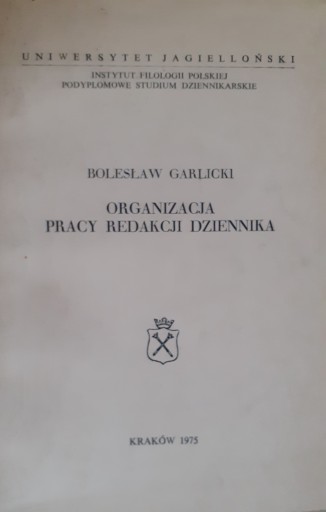 UNIWERSYTET JAGIELLOŃSKI
INSTYTUT FILOLOGII POLSKIEJ
PODYPLOMOWE STUDIUM DZIENNIKARSKIE
BOLESŁAW GARLICKI
ORGANIZACJA
PRACY REDAKCJI DZIENNIKA
KRAKÓW 1975